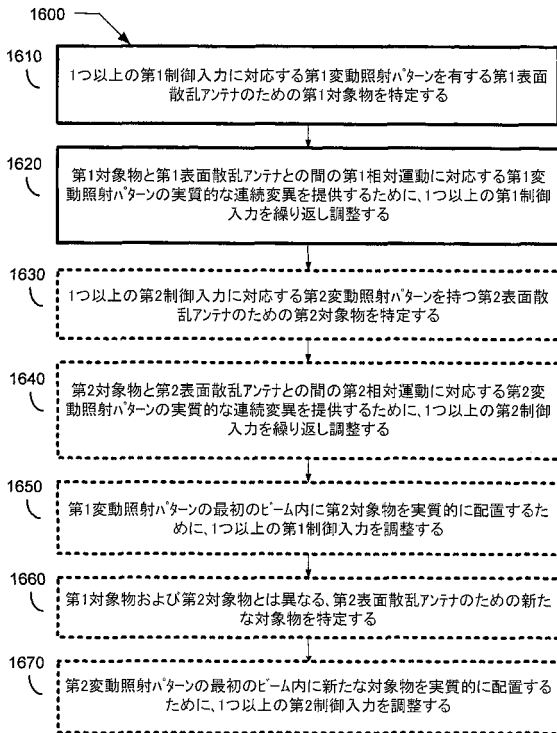 1600
1610
1つ以上の第1制御入力に対応する第1変動照射パターンを有する第1表面
散乱アンテナのための第1対象物を特定する
1620
第1対象物と第1表面散乱アンテナとの間の第1相対運動に対応する第1変
動照射パターンの実質的な連続変異を提供するために、1つ以上の第1制御
入力を繰り返し調整する
1630
1つ以上の第2制御入力に対応する第2変動照射パターンを持つ第2表面散
乱アンテナのための第2対象物を特定する
1640
第2対象物と第2表面散乱アンテナとの間の第2相対運動に対応する第2変
動照射パターンの実質的な連続変異を提供するために、1つ以上の第2制御
入力を繰り返し調整する
1650
第1変動照射パターンの最初のビーム内に第2対象物を実質的に配置するた
めに、1つ以上の第1制御入力を調整する
1660
第1対象物および第2対象物とは異なる、第2表面散乱アンテナのための新た
な対象物を特定する
1670
第2変動照射パターンの最初のビーム内に新たな対象物を実質的に配置する
ために、1つ以上の第2制御入力を調整する